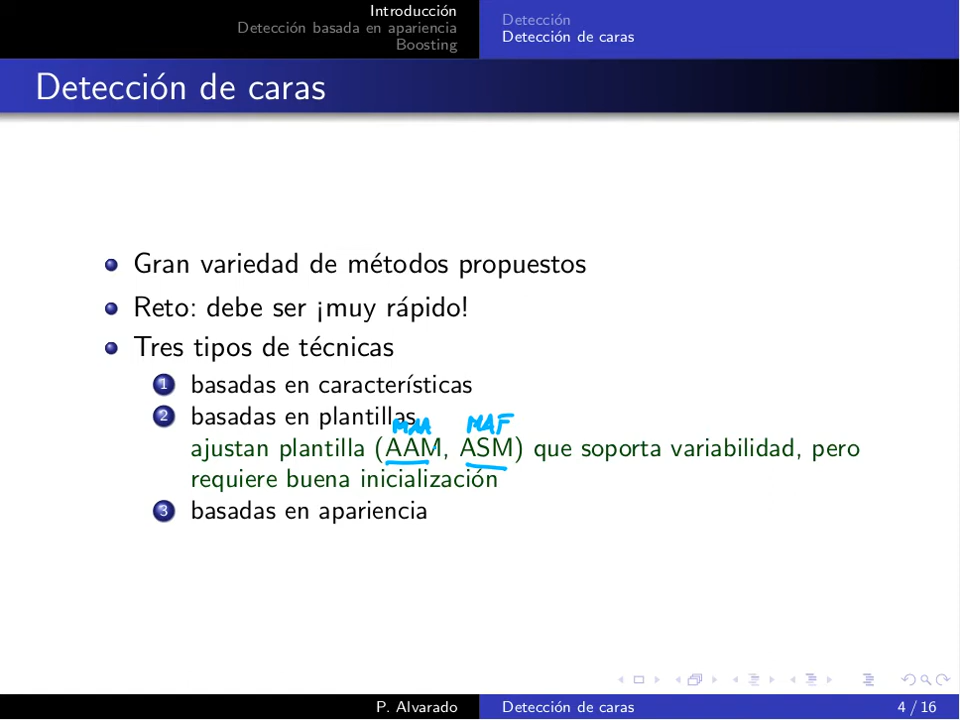 Introducción
Detección basada en apariencia
Boosting
Detección
Detección de caras
Detección de caras
Gran variedad de métodos propuestos
Reto: debe ser ¡muy rápido!
Tres tipos de técnicas
1 basadas en características
2 basadas en plantillas
MAA MAF
ajustan plantilla (AAM, ASM) que soporta variabilidad, pero
requiere buena inicialización
3 basadas en apariencia
P. Alvarado
Detección de caras
4 / 16